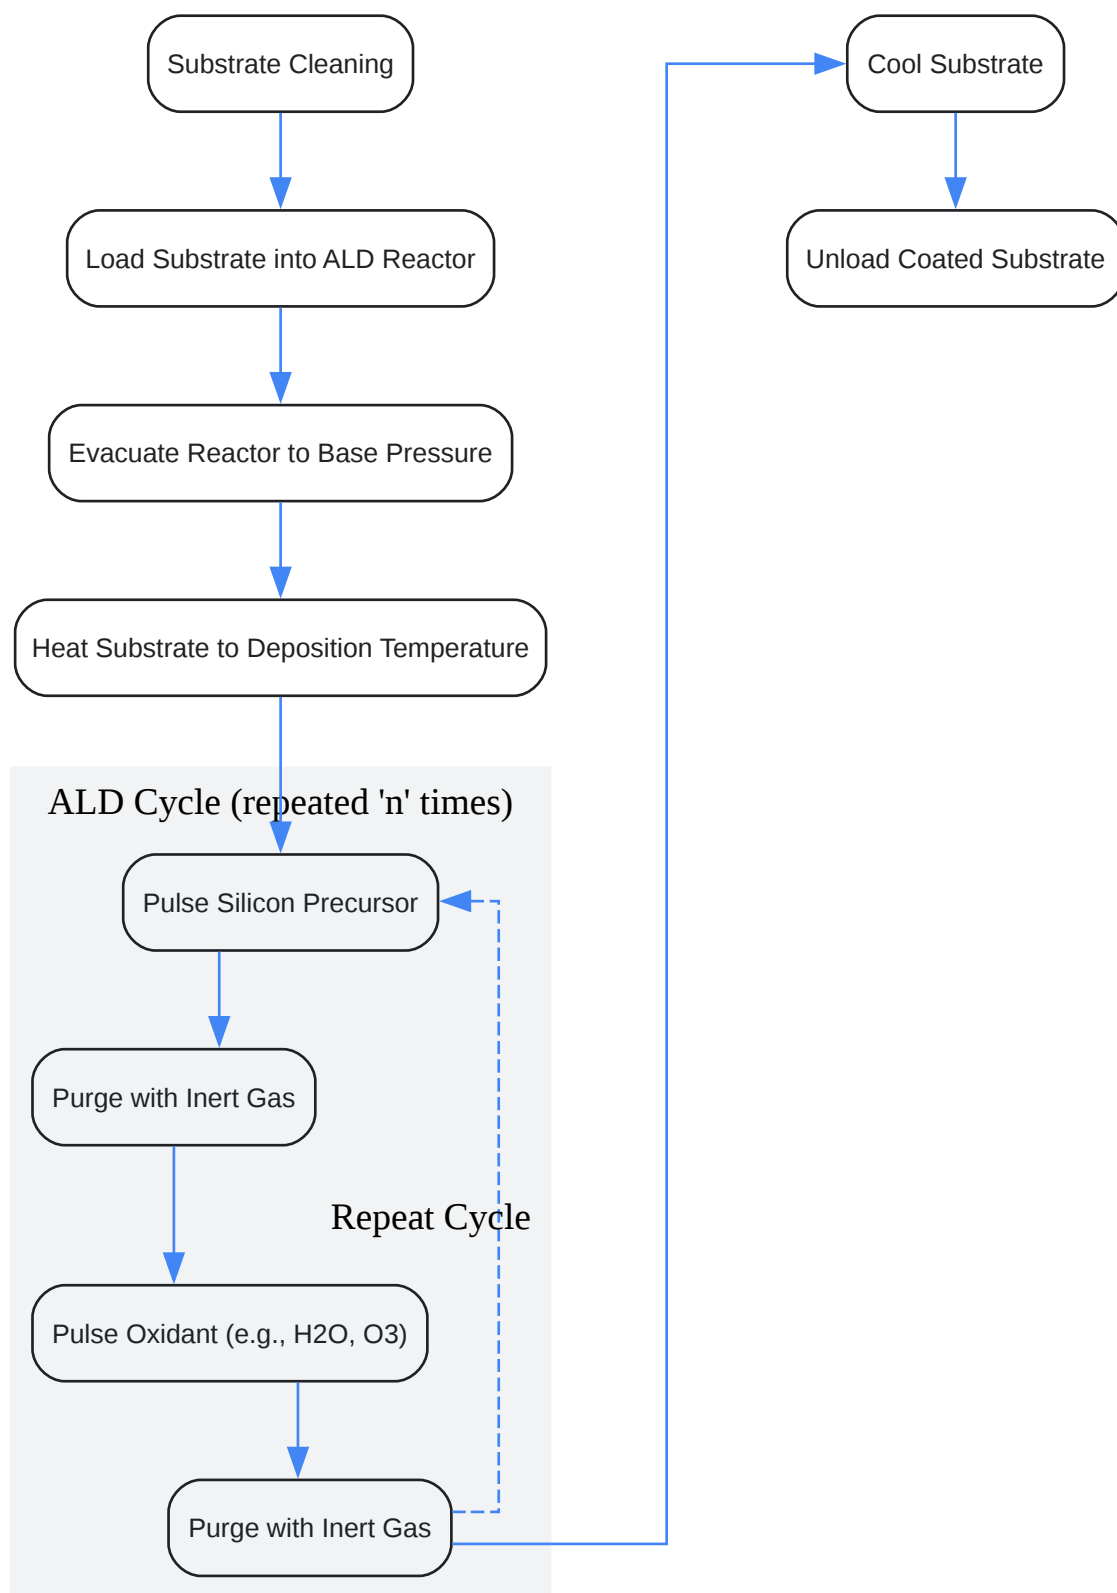 Substrate Cleaning
Load Substrate into ALD Reactor
Evacuate Reactor to Base Pressure
Heat Substrate to Deposition Temperature
ALD Cycle (repeated 'n' times)
Pulse Silicon Precursor
Purge with Inert Gas
Repeat Cycle
Pulse Oxidant (e.g., H2O, O3)
Purge with Inert Gas
Cool Substrate
Unload Coated Substrate